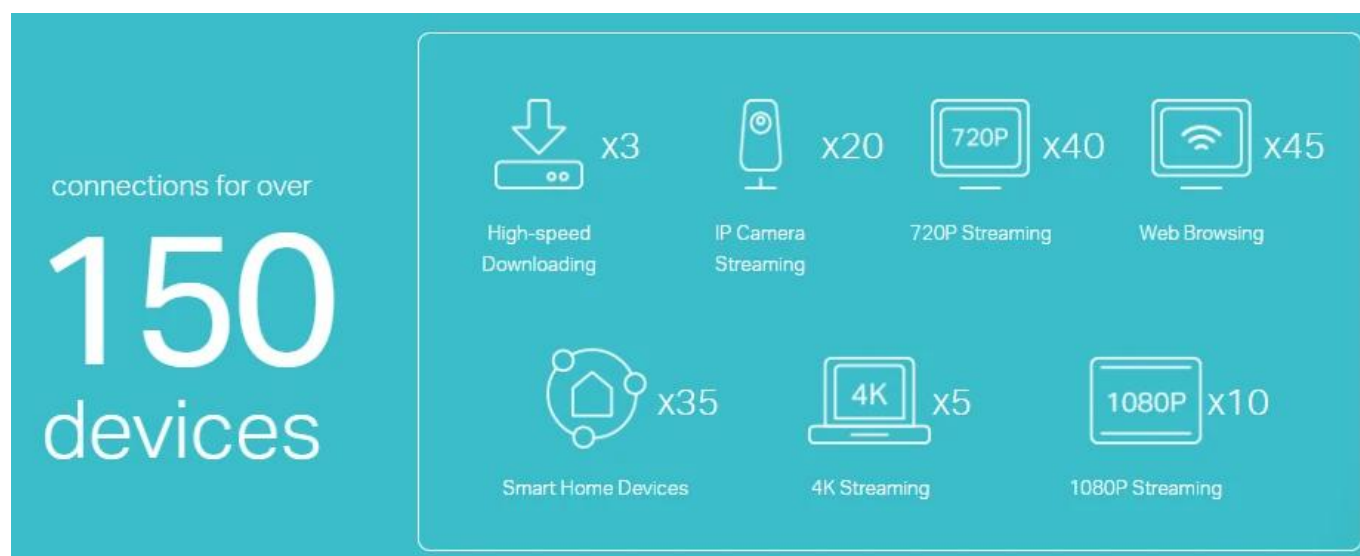 connections for over
150
devices
x3
High-speed
Downloading
x20
IP Camera
Streaming
720P
x40
720P Streaming
x45
Web Browsing
x35
Smart Home Devices
4K
x5
4K Streaming
1080P
x10
1080P Streaming